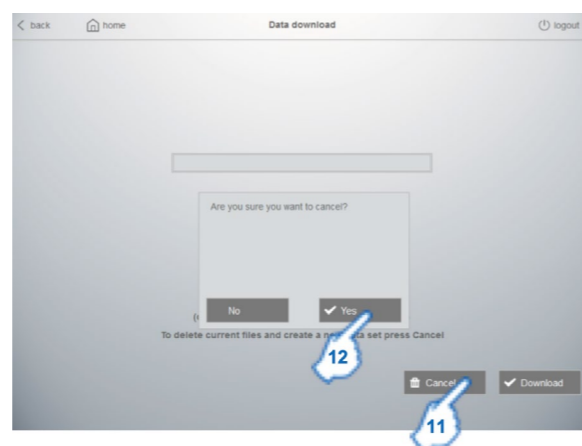 back home Data download logout
Are you sure you want to cancel?
No Yes
To delete current files and create a new data set press Cancel
12
Cancel Download
11